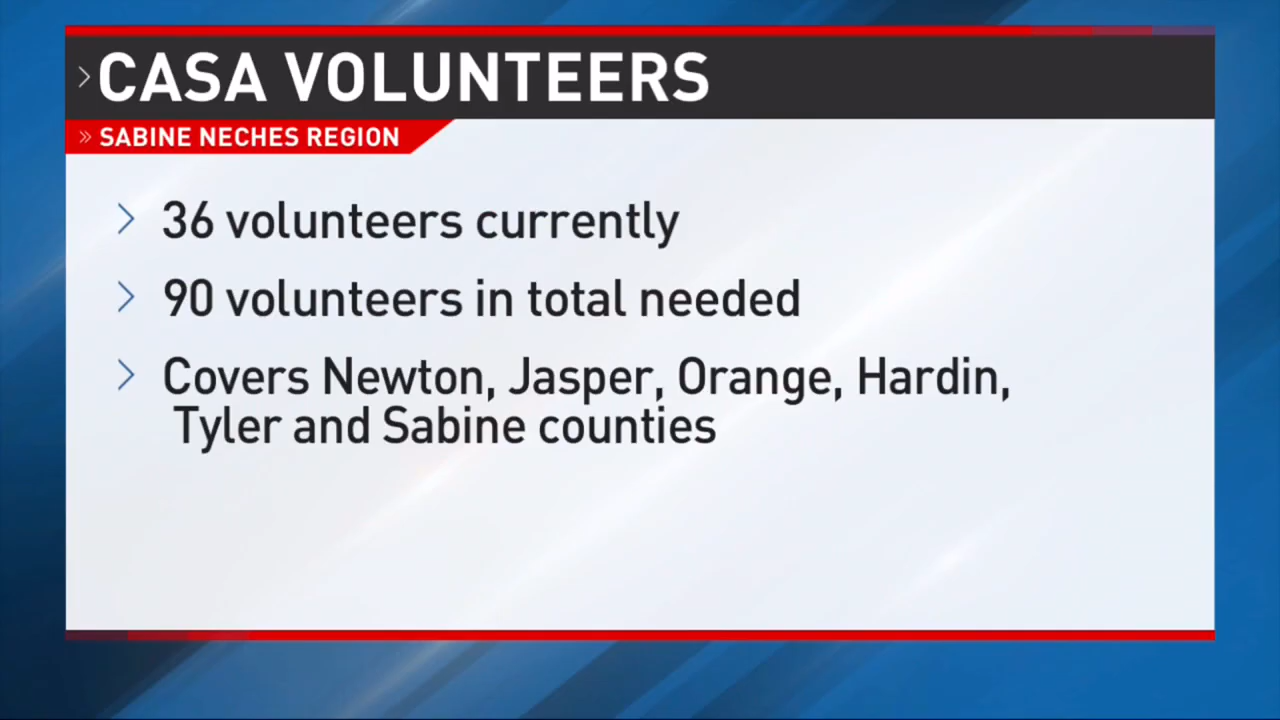 CASA VOLUNTEERS
SABINE NECHES REGION
36 volunteers currently
90 volunteers in total needed
Covers Newton, Jasper, Orange, Hardin,
Tyler and Sabine counties